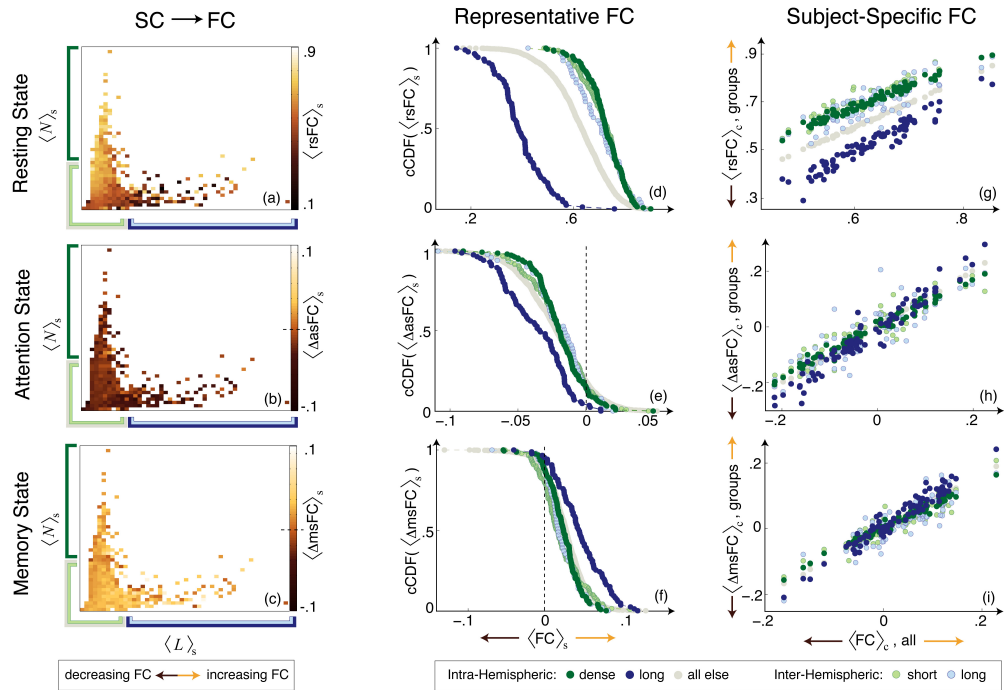 SC → FC
Representative FC
Subject-Specific FC
Resting State
⟨N⟩s
(a)
.9
⟨rsFC⟩s
.1
cCDF(⟨rsFC⟩s)
1
.5
0
.2
.6
1
(d)
⟨rsFC⟩c, groups
.9
.7
.5
.3
.6
.8
(g)
Attention State
⟨N⟩s
(b)
.1
⟨ΔasFC⟩s
-.1
cCDF(⟨ΔasFC⟩s)
1
.5
0
-.1
-.05
0
.05
(e)
⟨ΔasFC⟩c, groups
.2
0
-.2
-.2
0
.2
(h)
Memory State
⟨N⟩s
(c)
.1
⟨ΔmsFC⟩s
-.1
⟨L⟩s
cCDF(⟨ΔmsFC⟩s)
1
.5
0
-.1
0
.1
(f)
⟨FC⟩s
⟨ΔmsFC⟩c, groups
.2
0
-.2
-.2
0
.2
(i)
⟨FC⟩c, all
decreasing FC ←→ increasing FC
Intra-Hemispheric: dense long all else Inter-Hemispheric: short long